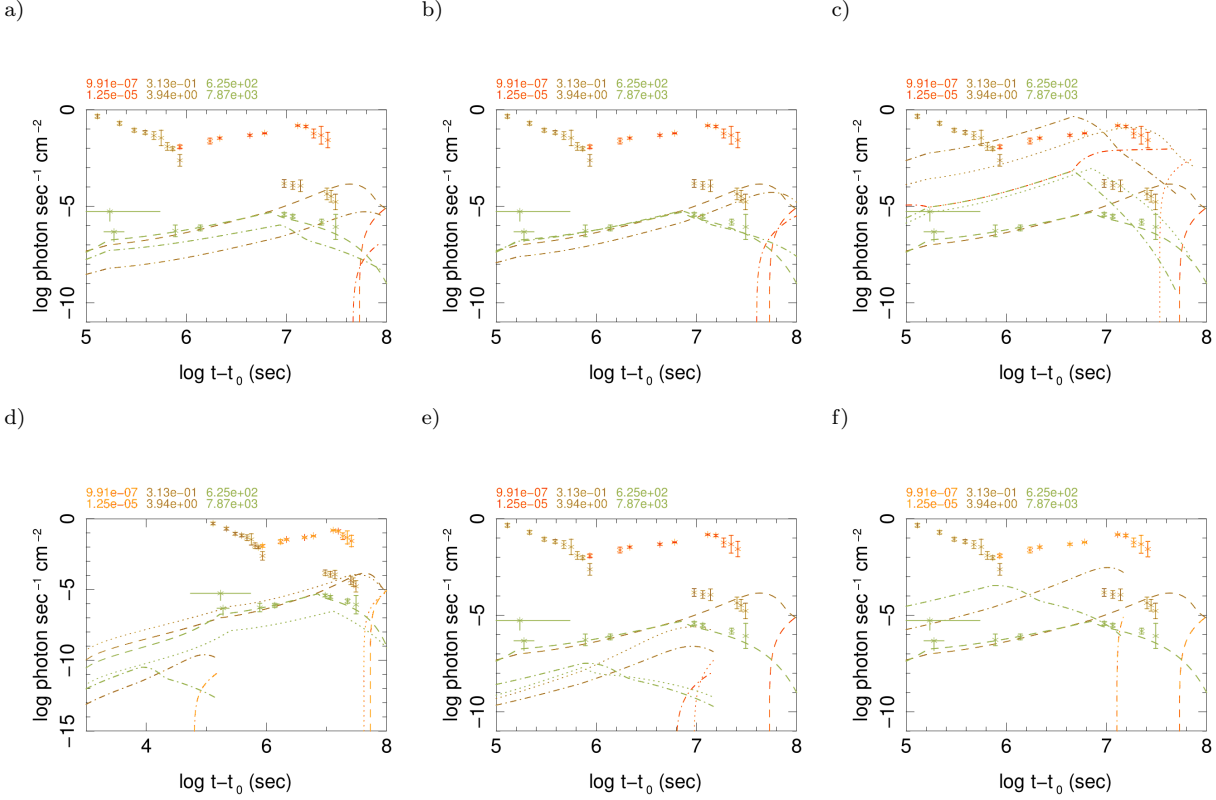 a) b) c)
9.91e−07 3.13e−01 6.25e+02 9.91e−07 3.13e−01 6.25e+02 9.91e−07 3.13e−01 6.25e+02
1.25e−05 3.94e+00 7.87e+03 1.25e−05 3.94e+00 7.87e+03 1.25e−05 3.94e+00 7.87e+03
0 0 0
−5 −5 −5
−10 −10 −10
log photon sec−1 cm−2 log photon sec−1 cm−2 log photon sec−1 cm−2
5 6 7 8 5 6 7 8 5 6 7 8
log t−t0 (sec) log t−t0 (sec) log t−t0 (sec)
d) e) f)
9.91e−07 3.13e−01 6.25e+02 9.91e−07 3.13e−01 6.25e+02 9.91e−07 3.13e−01 6.25e+02
1.25e−05 3.94e+00 7.87e+03 1.25e−05 3.94e+00 7.87e+03 1.25e−05 3.94e+00 7.87e+03
0 0 0
−5 −5 −5
−10 −10 −10
−15
log photon sec−1 cm−2 log photon sec−1 cm−2 log photon sec−1 cm−2
4 6 8 5 6 7 8 5 6 7 8
log t−t0 (sec) log t−t0 (sec) log t−t0 (sec)